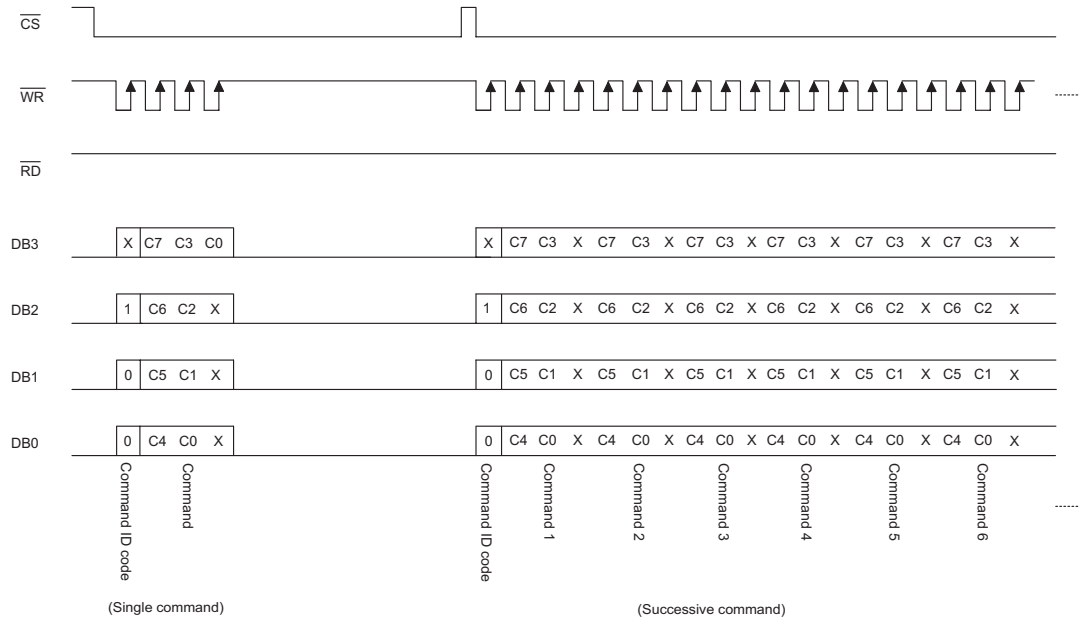 CS
WR
RD
DB3 X C7 C3 C0 X C7 C3 X C7 C3 X C7 C3 X C7 C3 X C7 C3 X C7 C3 X
DB2 1 C6 C2 X 1 C6 C2 X C6 C2 X C6 C2 X C6 C2 X C6 C2 X C6 C2 X
DB1 0 C5 C1 X 0 C5 C1 X C5 C1 X C5 C1 X C5 C1 X C5 C1 X C5 C1 X
DB0 0 C4 C0 X 0 C4 C0 X C4 C0 X C4 C0 X C4 C0 X C4 C0 X C4 C0 X
Command ID code
Command
Command ID code
Command 1
Command 2
Command 3
Command 4
Command 5
Command 6
(Single command)
(Successive command)